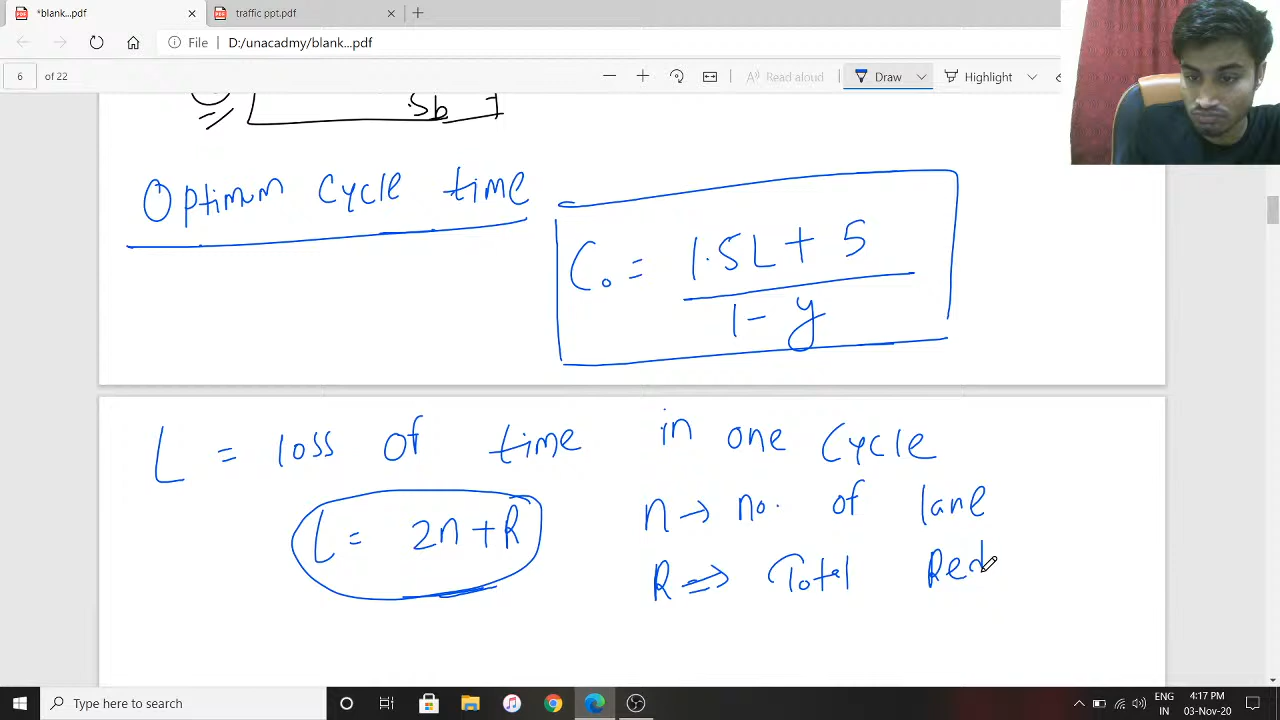 *blank...pdf
traffic ppt.pdf
File D:/unacadmy/blank...pdf
6 of 22
Read aloud
Draw
Highlight
Sb
Optimum cycle time
C₀ = 1.5L + 5
1 - y
L = loss of time in one cycle
L = 2n + R
n → no. of lane
R ⇒ Total Red
Type here to search
ENG
IN
4:17 PM
03-Nov-20